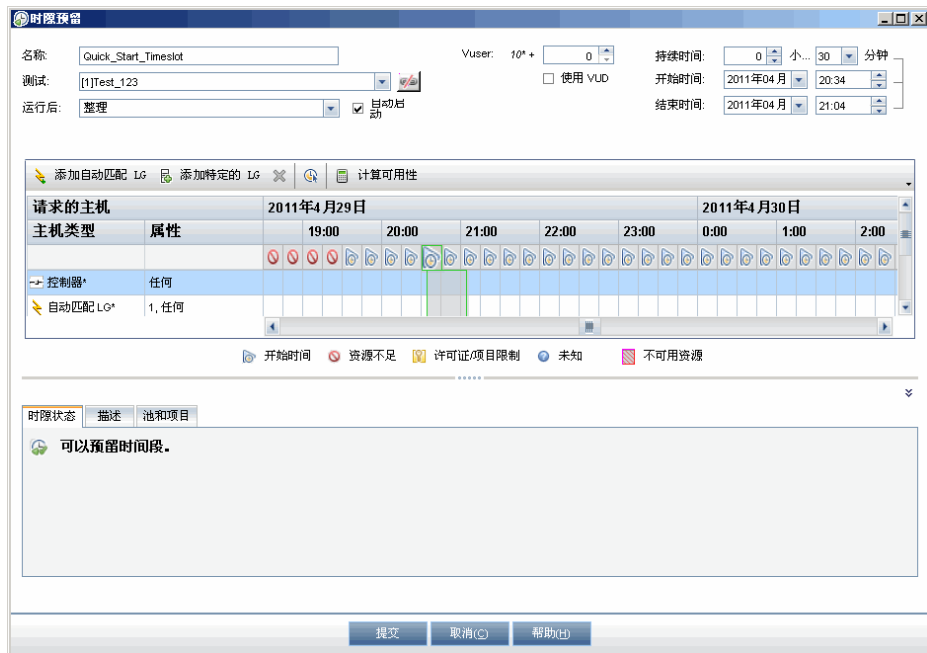 时隙预留
名称: Quick_Start_Timeslot Vuser: 10* + 0 持续时间: 0 小... 30 分钟
测试: [1]Test_123 使用 VUD 开始时间: 2011年04月 20:34
运行后: 整理 自动启动 结束时间: 2011年04月 21:04
添加自动匹配 LG 添加特定的 LG 计算可用性
请求的主机 2011年4月29日 2011年4月30日
主机类型 属性 19:00 20:00 21:00 22:00 23:00 0:00 1:00 2:00
控制器* 任何
自动匹配 LG* 1, 任何
开始时间 资源不足 许可证/项目限制 未知 不可用资源
时隙状态 描述 池和项目
可以预留时间段。
提交 取消(C) 帮助(H)